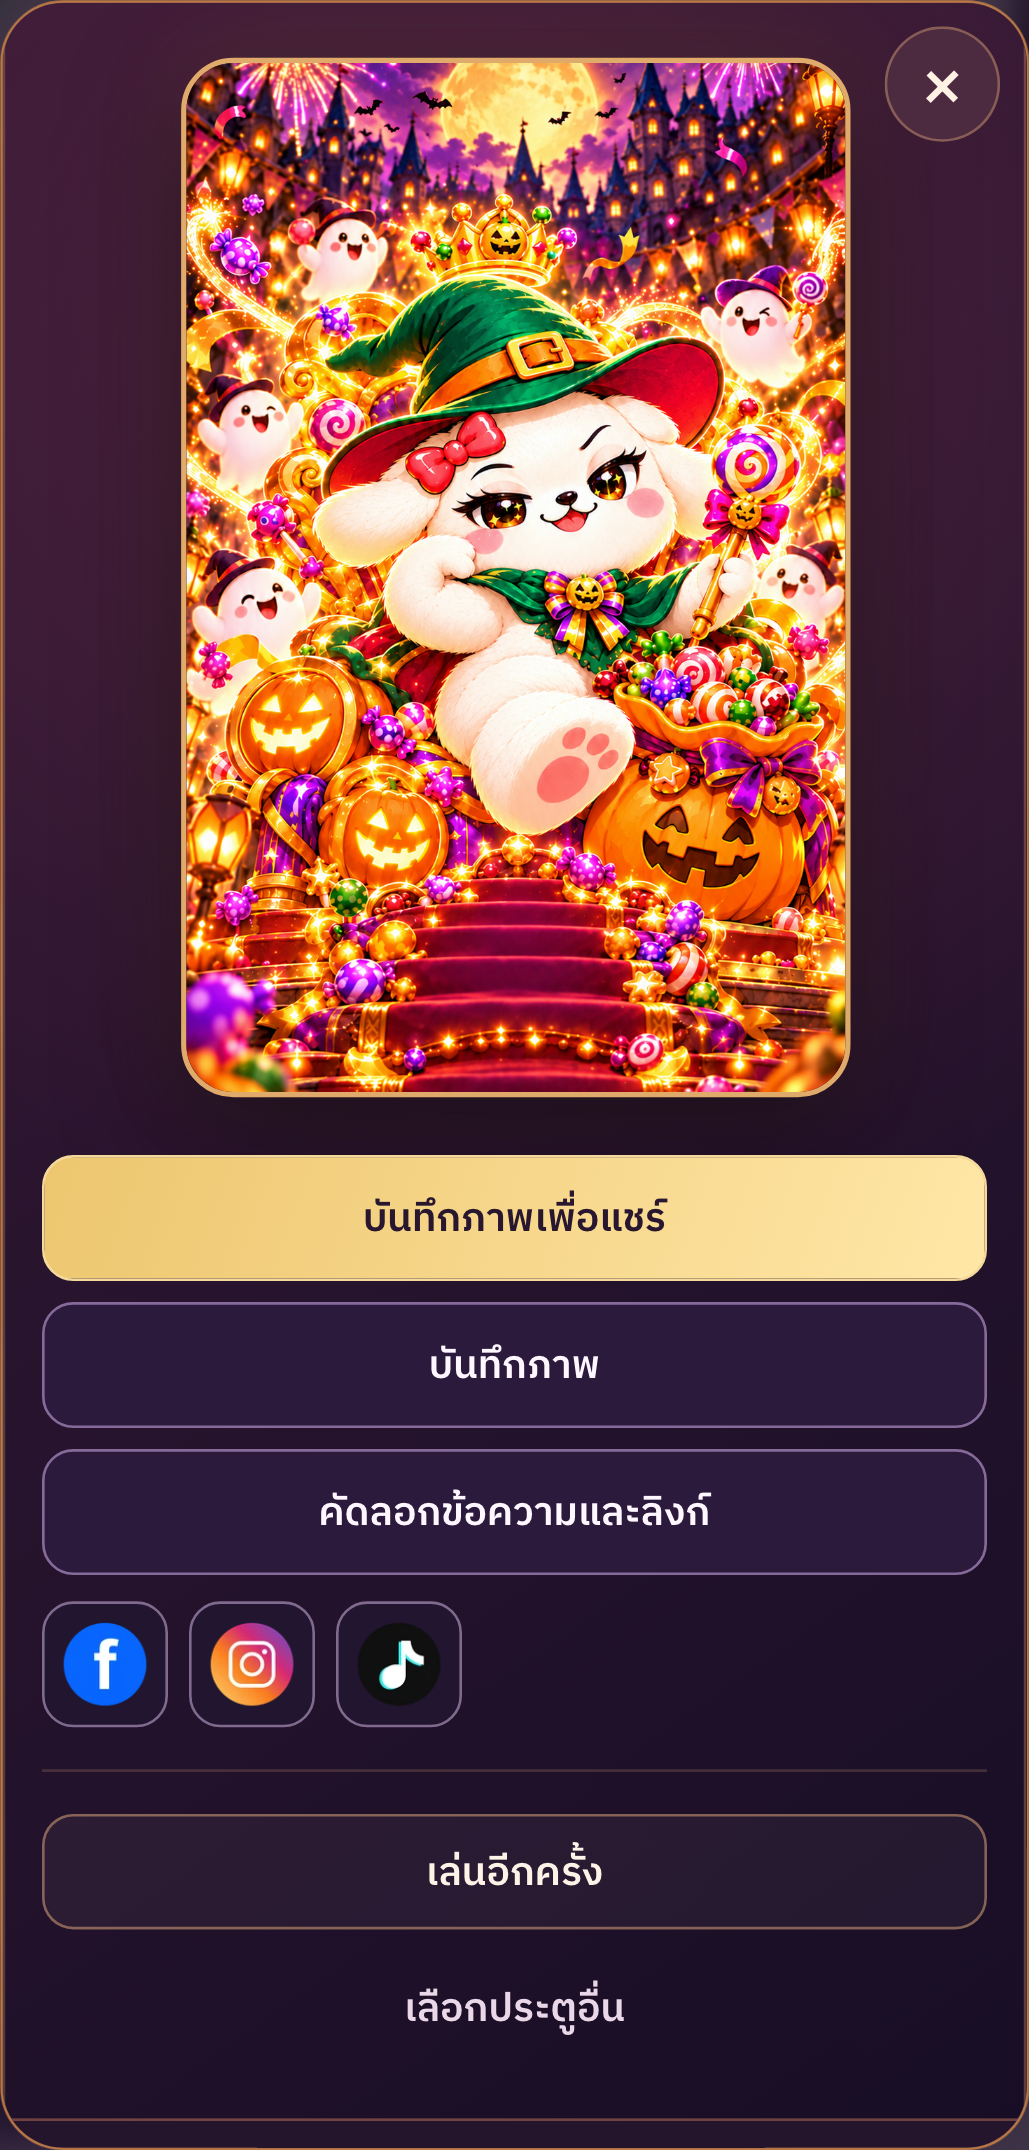 บันทึกภาพเพื่อแชร์
บันทึกภาพ
คัดลอกข้อความและลิงก์
เล่นอีกครั้ง
เลือกประตูอื่น